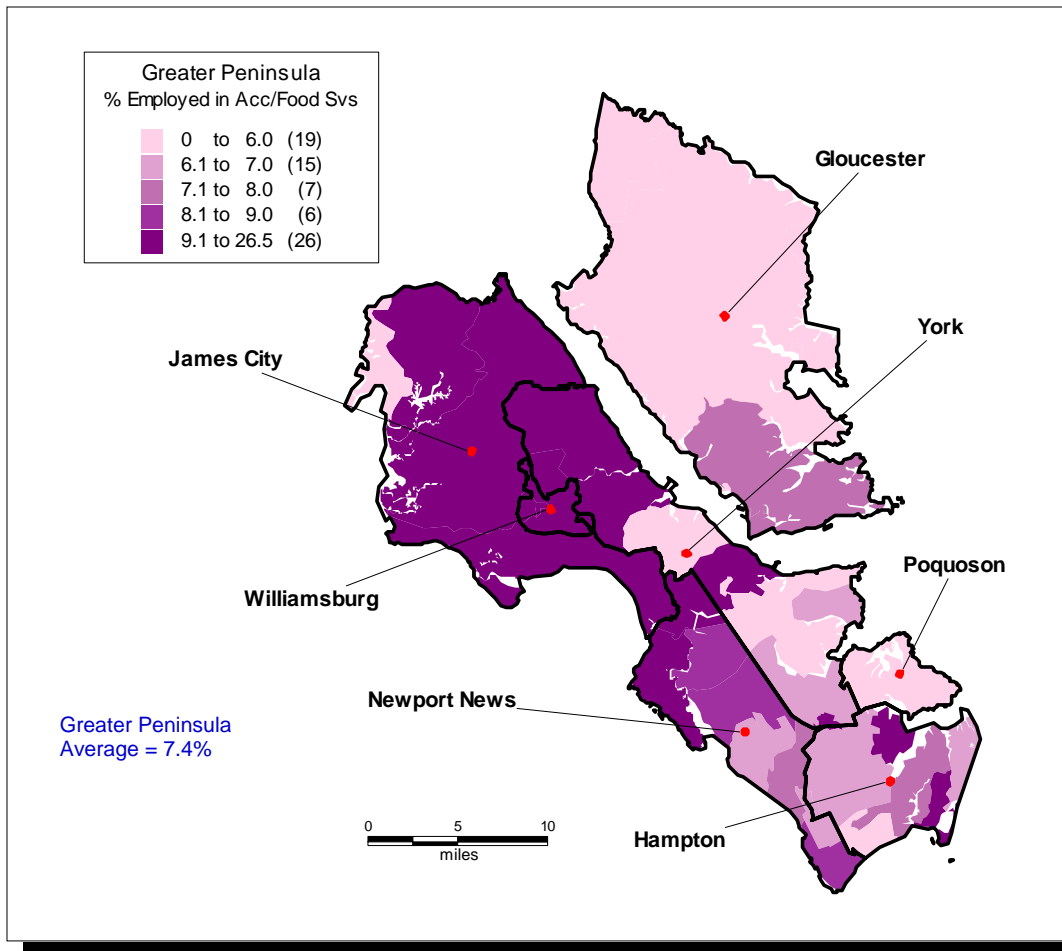 Greater Peninsula
% Employed in Acc/Food Svs
0 to 6.0 (19)
6.1 to 7.0 (15)
7.1 to 8.0 (7)
8.1 to 9.0 (6)
9.1 to 26.5 (26)
Gloucester
York
James City
Poquoson
Williamsburg
Newport News
Greater Peninsula
Average = 7.4%
Hampton
0 5 10
miles